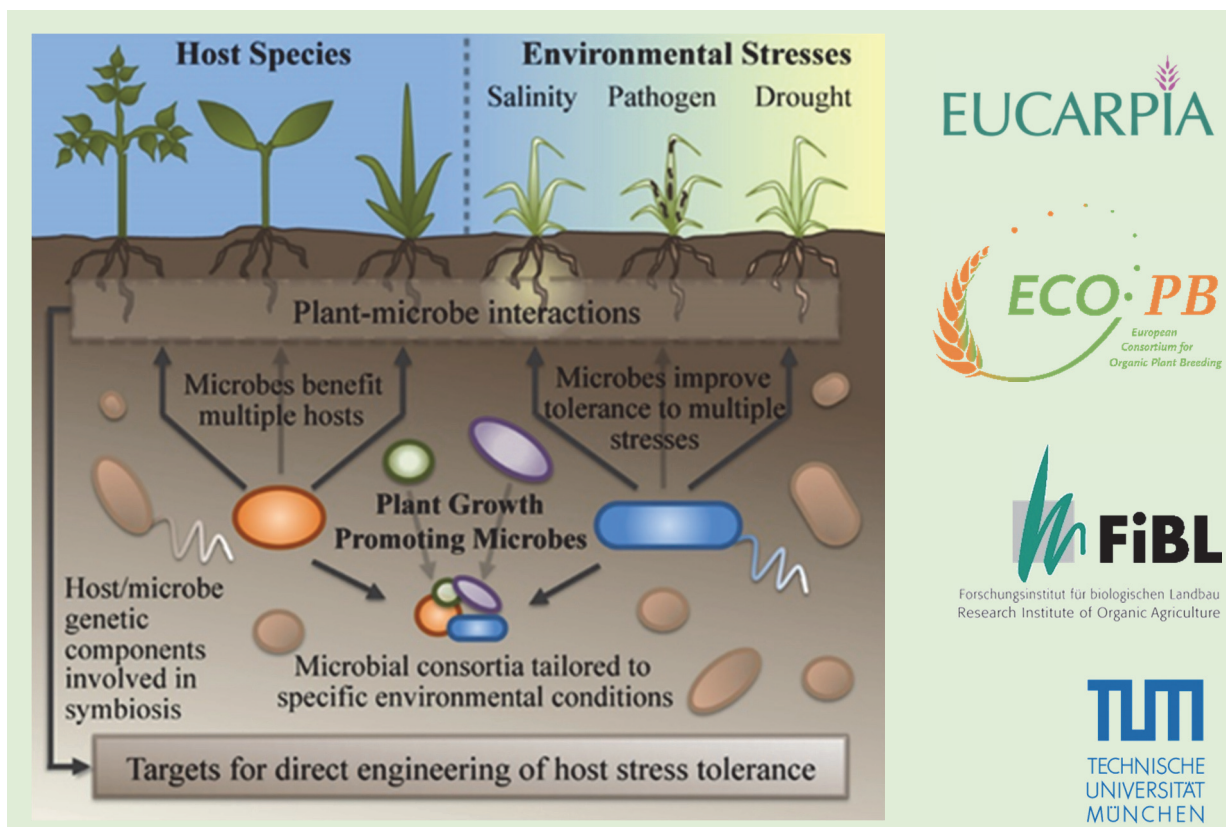 Host Species
Environmental Stresses
Salinity
Pathogen
Drought
Plant-microbe interactions
Microbes benefit
multiple hosts
Microbes improve
tolerance to multiple
stresses
Plant Growth
Promoting Microbes
Host/microbe
genetic
components
involved in
symbiosis
Microbial consortia tailored to
specific environmental conditions
Targets for direct engineering of host stress tolerance
EUCARPIA
ECO·PB
European
Consortium for
Organic Plant Breeding
FiBL
Forschungsinstitut für biologischen Landbau
Research Institute of Organic Agriculture
TUM
TECHNISCHE
UNIVERSITÄT
MÜNCHEN